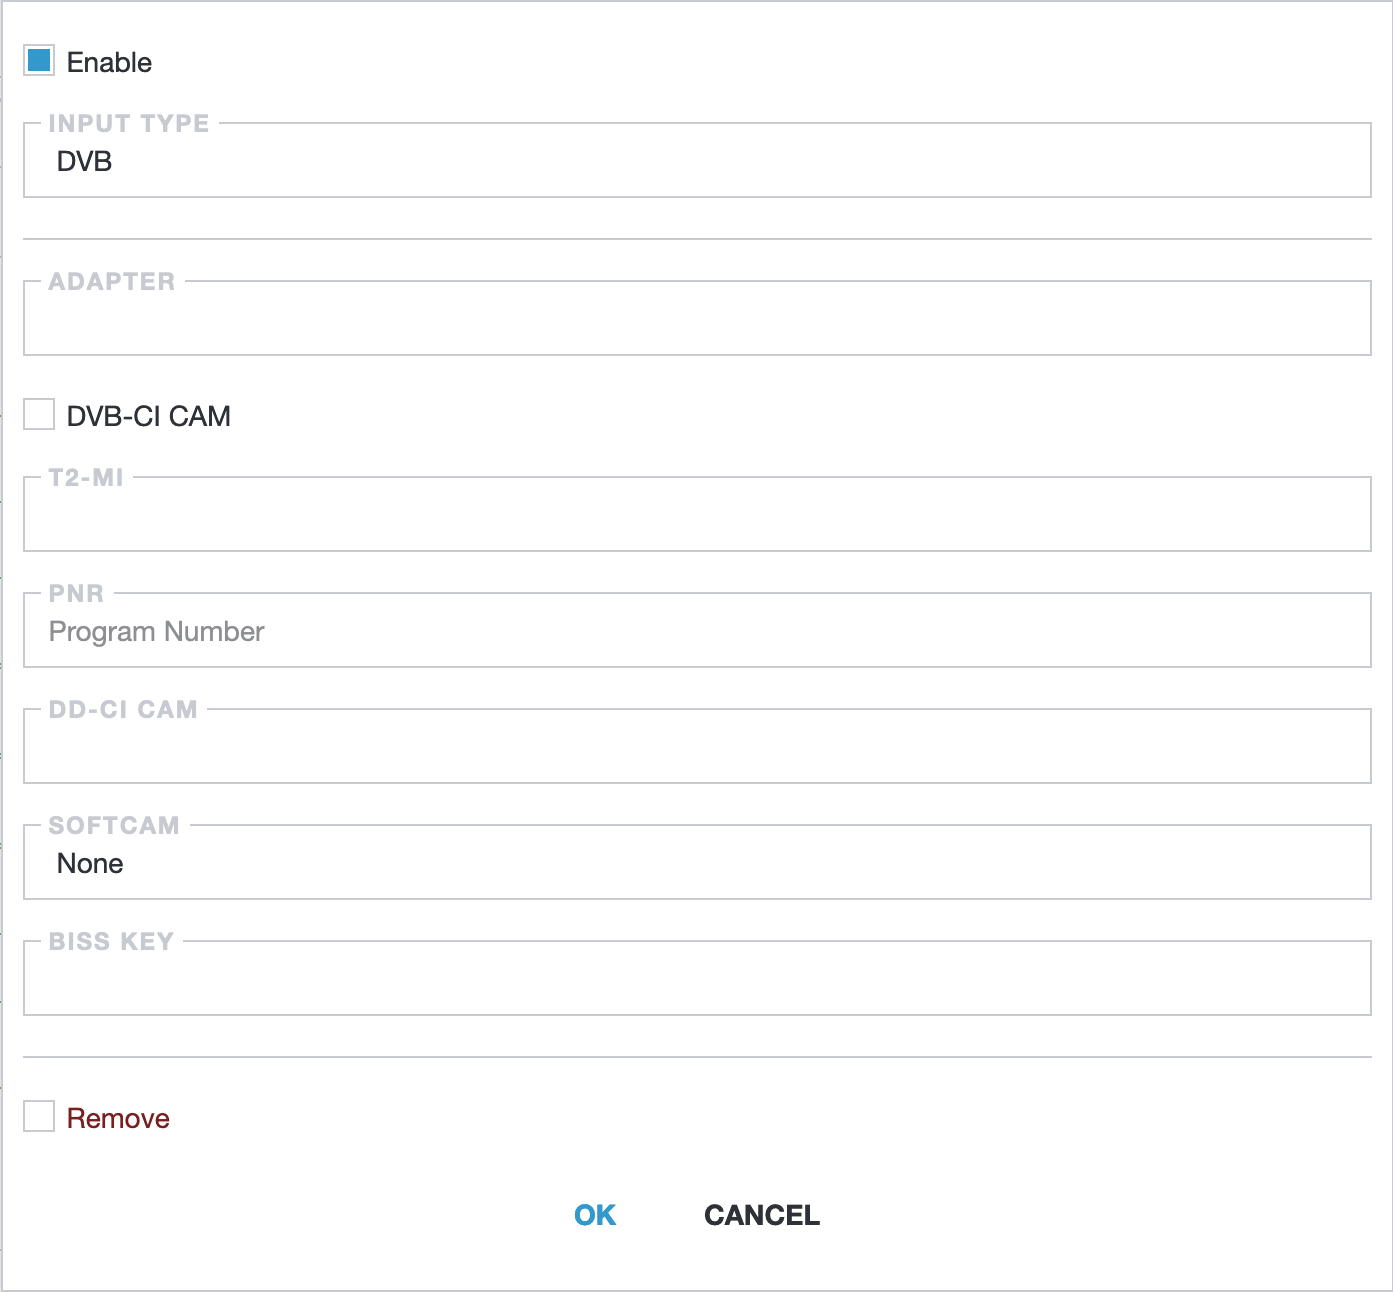 Enable
INPUT TYPE
DVB
ADAPTER
DVB-CI CAM
T2-MI
PNR
Program Number
DD-CI CAM
SOFTCAM
None
BISS KEY
Remove
OK CANCEL